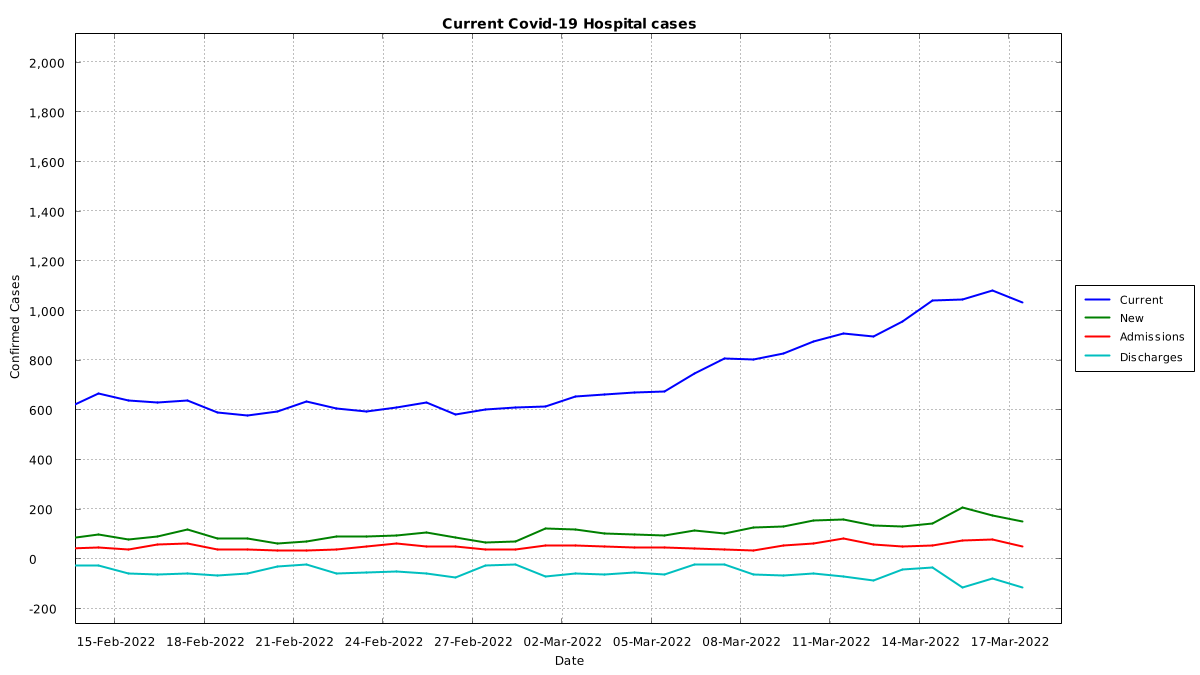 Current Covid-19 Hospital cases
2,000
1,800
1,600
1,400
1,200
1,000
800
600
400
200
0
-200
Confirmed Cases
15-Feb-2022 18-Feb-2022 21-Feb-2022 24-Feb-2022 27-Feb-2022 02-Mar-2022 05-Mar-2022 08-Mar-2022 11-Mar-2022 14-Mar-2022 17-Mar-2022
Date
Current
New
Admissions
Discharges